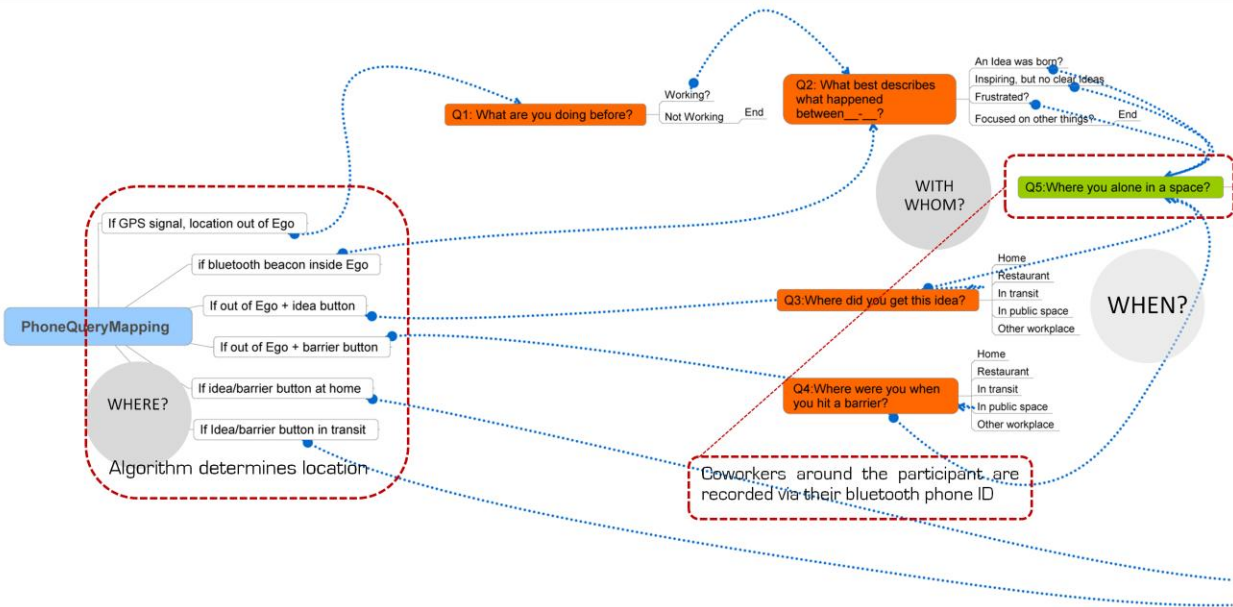 PhoneQueryMapping
If GPS signal, location out of Ego
if bluetooth beacon inside Ego
If out of Ego + idea button
If out of Ego + barrier button
If idea/barrier button at home
If Idea/barrier button in transit
WHERE?
Algorithm determines location
Q1: What are you doing before?
Working?
Not Working
End
Q2: What best describes
what happened
between__-__?
An Idea was born?
Inspiring, but no clear ideas
Frustrated?
Focused on other things?
End
WITH
WHOM?
Q5:Where you alone in a space?
Q3:Where did you get this idea?
Home
Restaurant
In transit
In public space
Other workplace
WHEN?
Q4:Where were you when
you hit a barrier?
Home
Restaurant
In transit
In public space
Other workplace
Coworkers around the participant are
recorded via their bluetooth phone ID